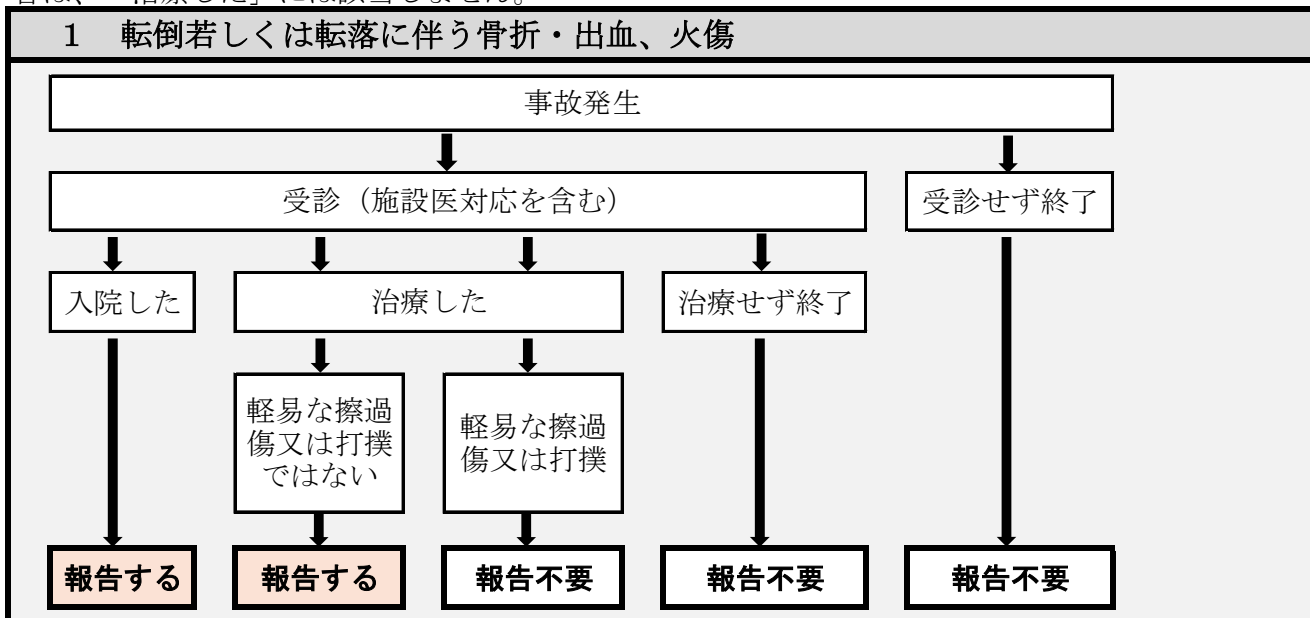 「治療した」には該当しません。
1 転倒若しくは転落に伴う骨折・出血、火傷
事故発生
受診（施設医対応を含む）
受診せず終了
入院した
治療した
治療せず終了
軽易な擦過
傷又は打撲
ではない
軽易な擦過
傷又は打撲
報告する
報告する
報告不要
報告不要
報告不要